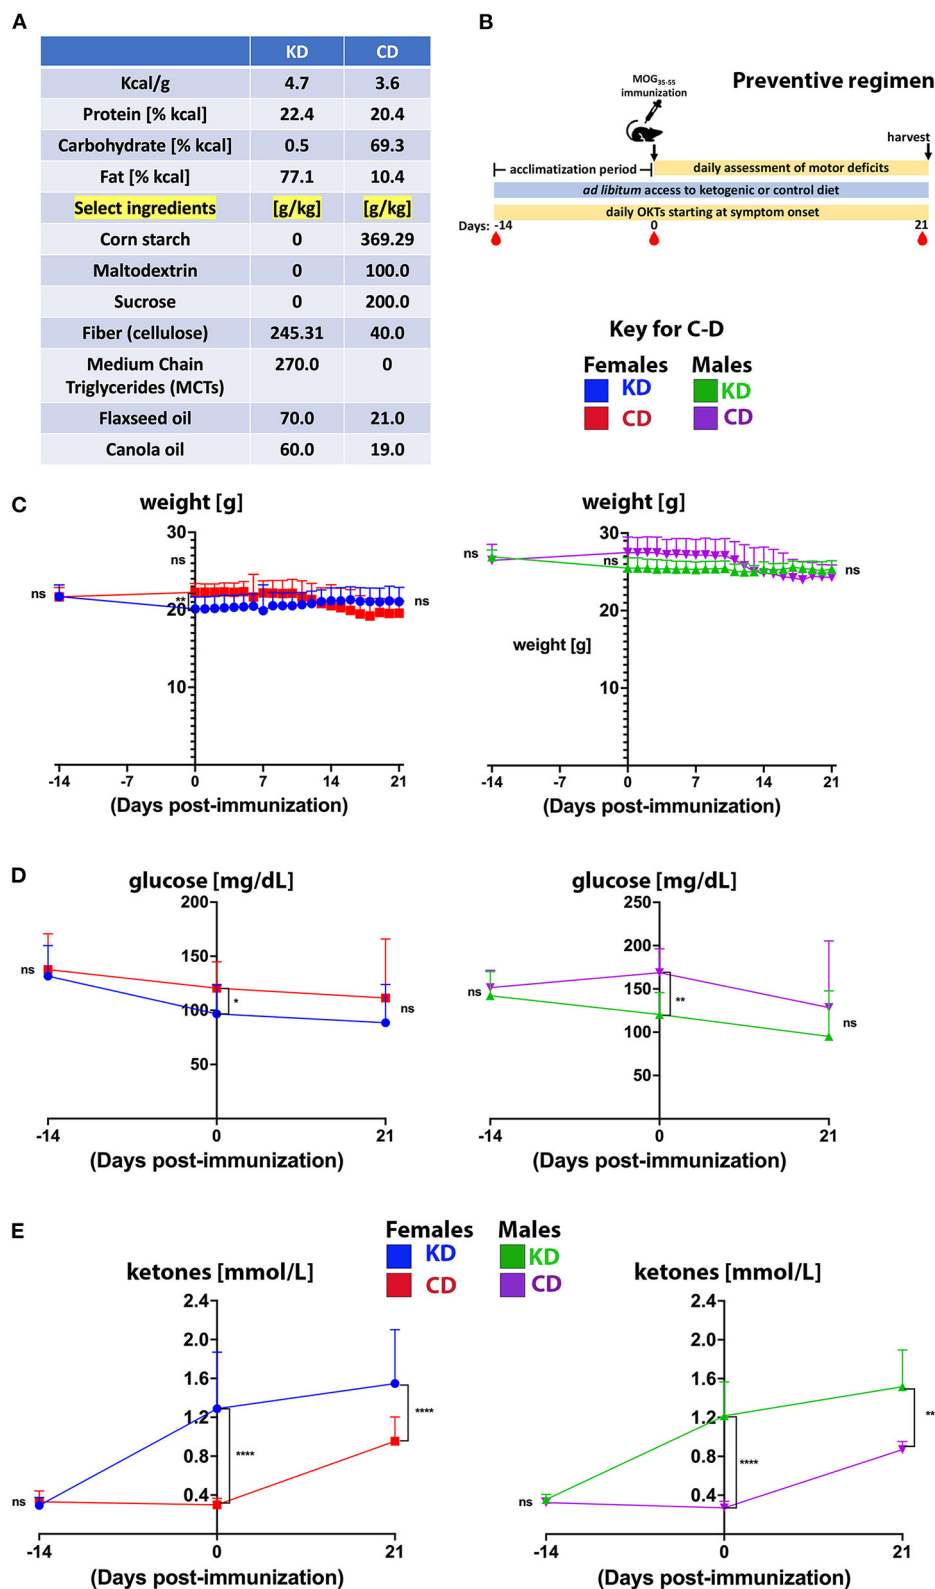 A
KD CD
Kcal/g 4.7 3.6
Protein [% kcal] 22.4 20.4
Carbohydrate [% kcal] 0.5 69.3
Fat [% kcal] 77.1 10.4
Select ingredients [g/kg] [g/kg]
Corn starch 0 369.29
Maltodextrin 0 100.0
Sucrose 0 200.0
Fiber (cellulose) 245.31 40.0
Medium Chain 270.0 0
Triglycerides (MCTs)
Flaxseed oil 70.0 21.0
Canola oil 60.0 19.0
B
MOG35-55
immunization
Preventive regimen
harvest
acclimatization period
daily assessment of motor deficits
ad libitum access to ketogenic or control diet
daily OKTs starting at symptom onset
Days: -14 0 21
Key for C-D
Females Males
KD KD
CD CD
C
weight [g]
30
20
10
ns
ns
**
ns
-14 -7 0 7 14 21
(Days post-immunization)
weight [g]
30
20
10
ns
ns
ns
weight [g]
-14 -7 0 7 14 21
(Days post-immunization)
D
glucose [mg/dL]
200
150
100
50
ns
*
ns
-14 0 21
(Days post-immunization)
glucose [mg/dL]
250
200
150
100
50
ns
**
ns
-14 0 21
(Days post-immunization)
E
Females Males
KD KD
CD CD
ketones [mmol/L]
2.4
2.0
1.6
1.2
0.8
0.4
ns
****
****
-14 0 21
(Days post-immunization)
ketones [mmol/L]
2.4
2.0
1.6
1.2
0.8
0.4
ns
****
**
-14 0 21
(Days post-immunization)